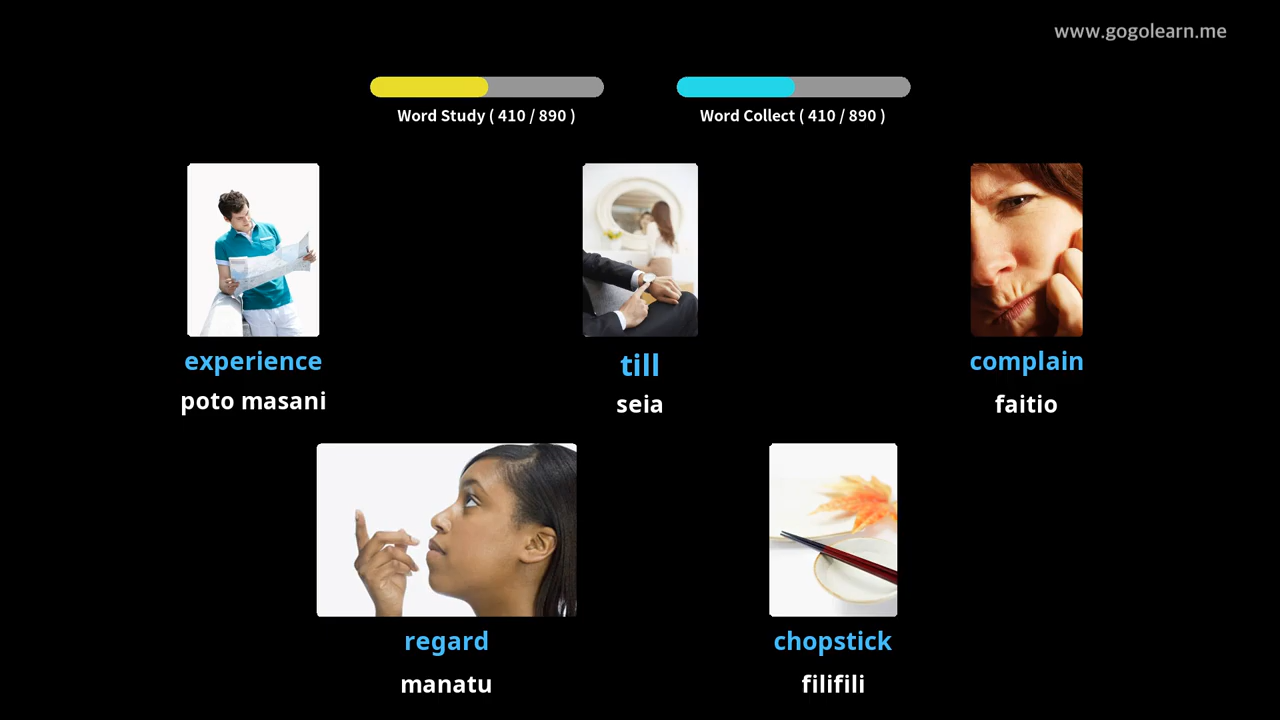 www.gogolearn.me
Word Study ( 410 / 890 )
Word Collect ( 410 / 890 )
experience
poto masani
till
seia
complain
faitio
regard
manatu
chopstick
filifili